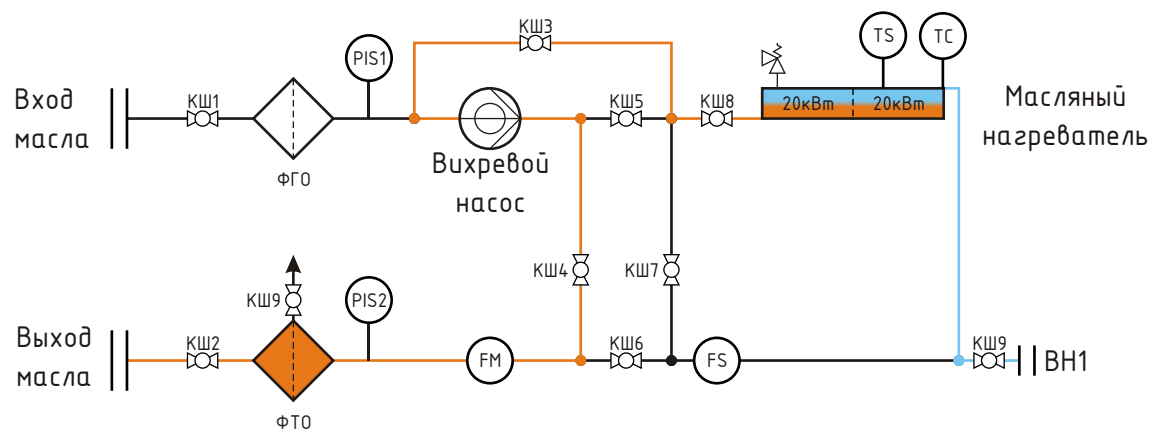 КШ3
PIS1
TS
TC
Вход
масла
КШ1
КШ5
КШ8
20кВт
20кВт
Масляный
нагреватель
ФГО
Вихревой
насос
КШ4
КШ7
КШ9
PIS2
Выход
масла
КШ2
FM
КШ6
FS
КШ9
ВН1
ФТО